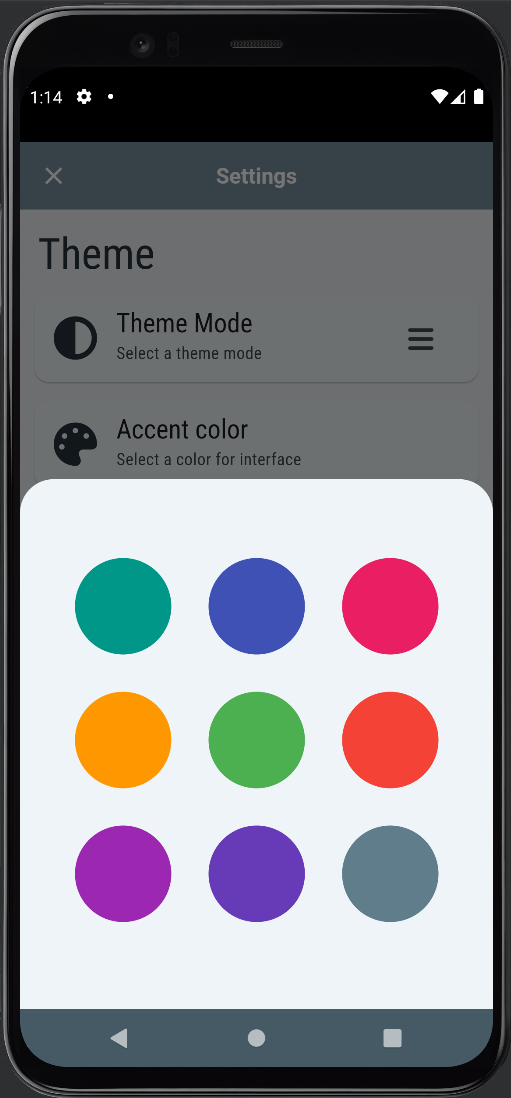 1:14
Settings
Theme
Theme Mode
Select a theme mode
Accent color
Select a color for interface